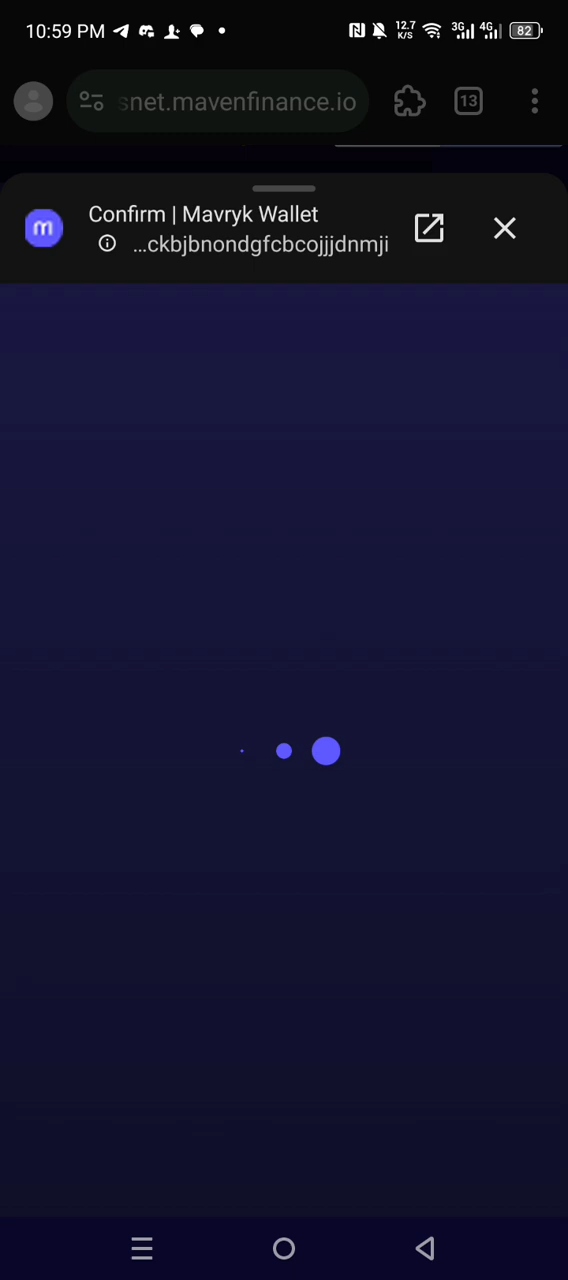 10:59 PM
12.7
K/S
3G
4G
82
snet.mavenfinance.io
13
m
Confirm | Mavryk Wallet
...ckbjbnondgfcbcojjjdnmji